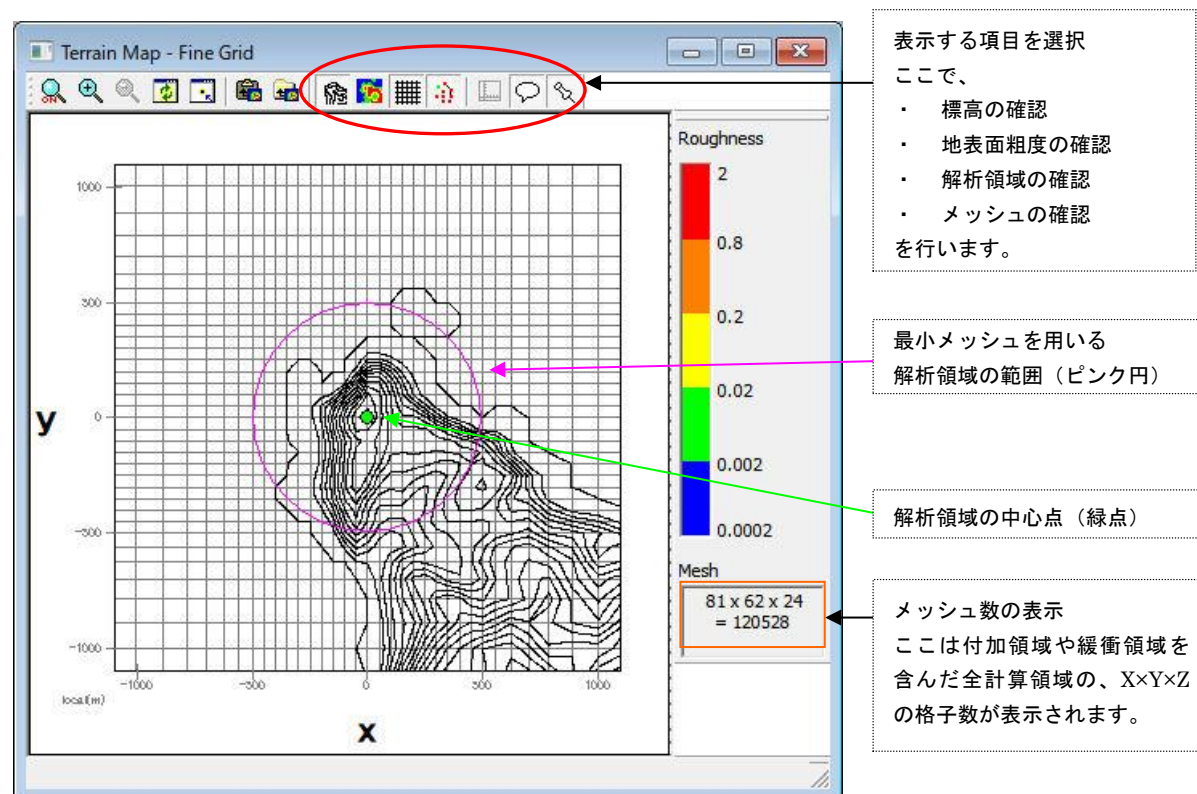 Terrain Map - Fine Grid
ON
Roughness
2
0.8
0.2
0.02
0.002
0.0002
Mesh
81 x 62 x 24
= 120528
1000
500
0
-500
-1000
y
-1000
-500
0
500
1000
local(m)
x
表示する項目を選択
ここで、
・ 標高の確認
・ 地表面粗度の確認
・ 解析領域の確認
・ メッシュの確認
を行います。
最小メッシュを用いる
解析領域の範囲（ピンク円）
解析領域の中心点（緑点）
メッシュ数の表示
ここは付加領域や緩衝領域を
含んだ全計算領域の、X×Y×Z
の格子数が表示されます。